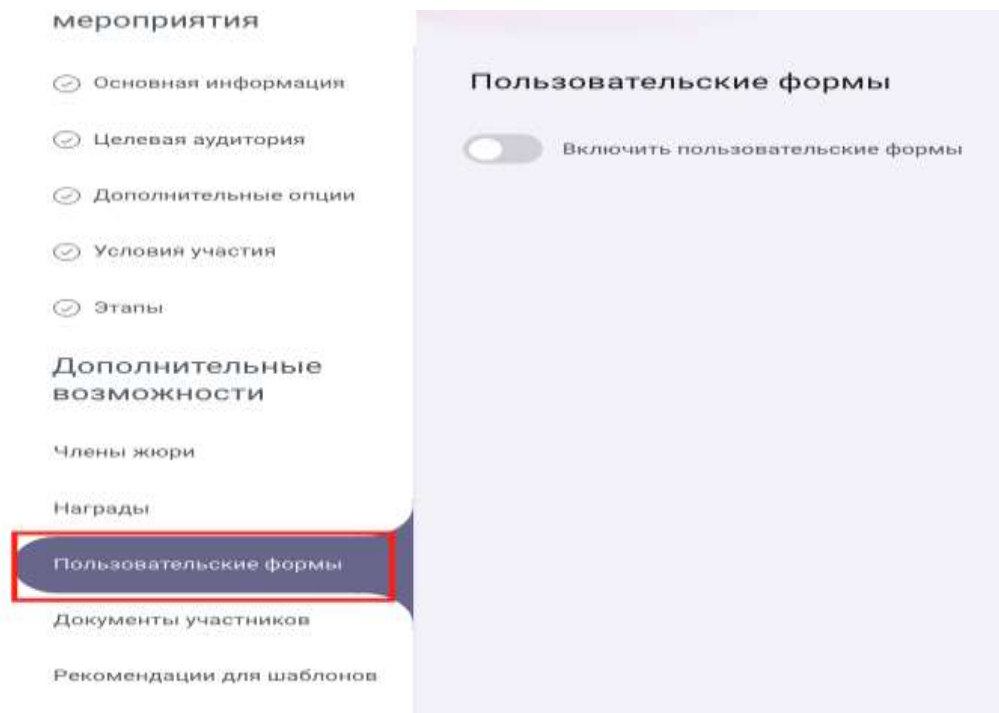 мероприятия
Основная информация
Целевая аудитория
Дополнительные опции
Условия участия
Этапы
Дополнительные
возможности
Члены жюри
Награды
Пользовательские формы
Документы участников
Рекомендации для шаблонов
Пользовательские формы
Включить пользовательские формы